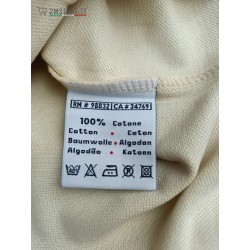 RN # 98832 CA # 34769
100% Cotone
Cotton • Coton
Baumwolle • Algodon
Algodão • Katoen